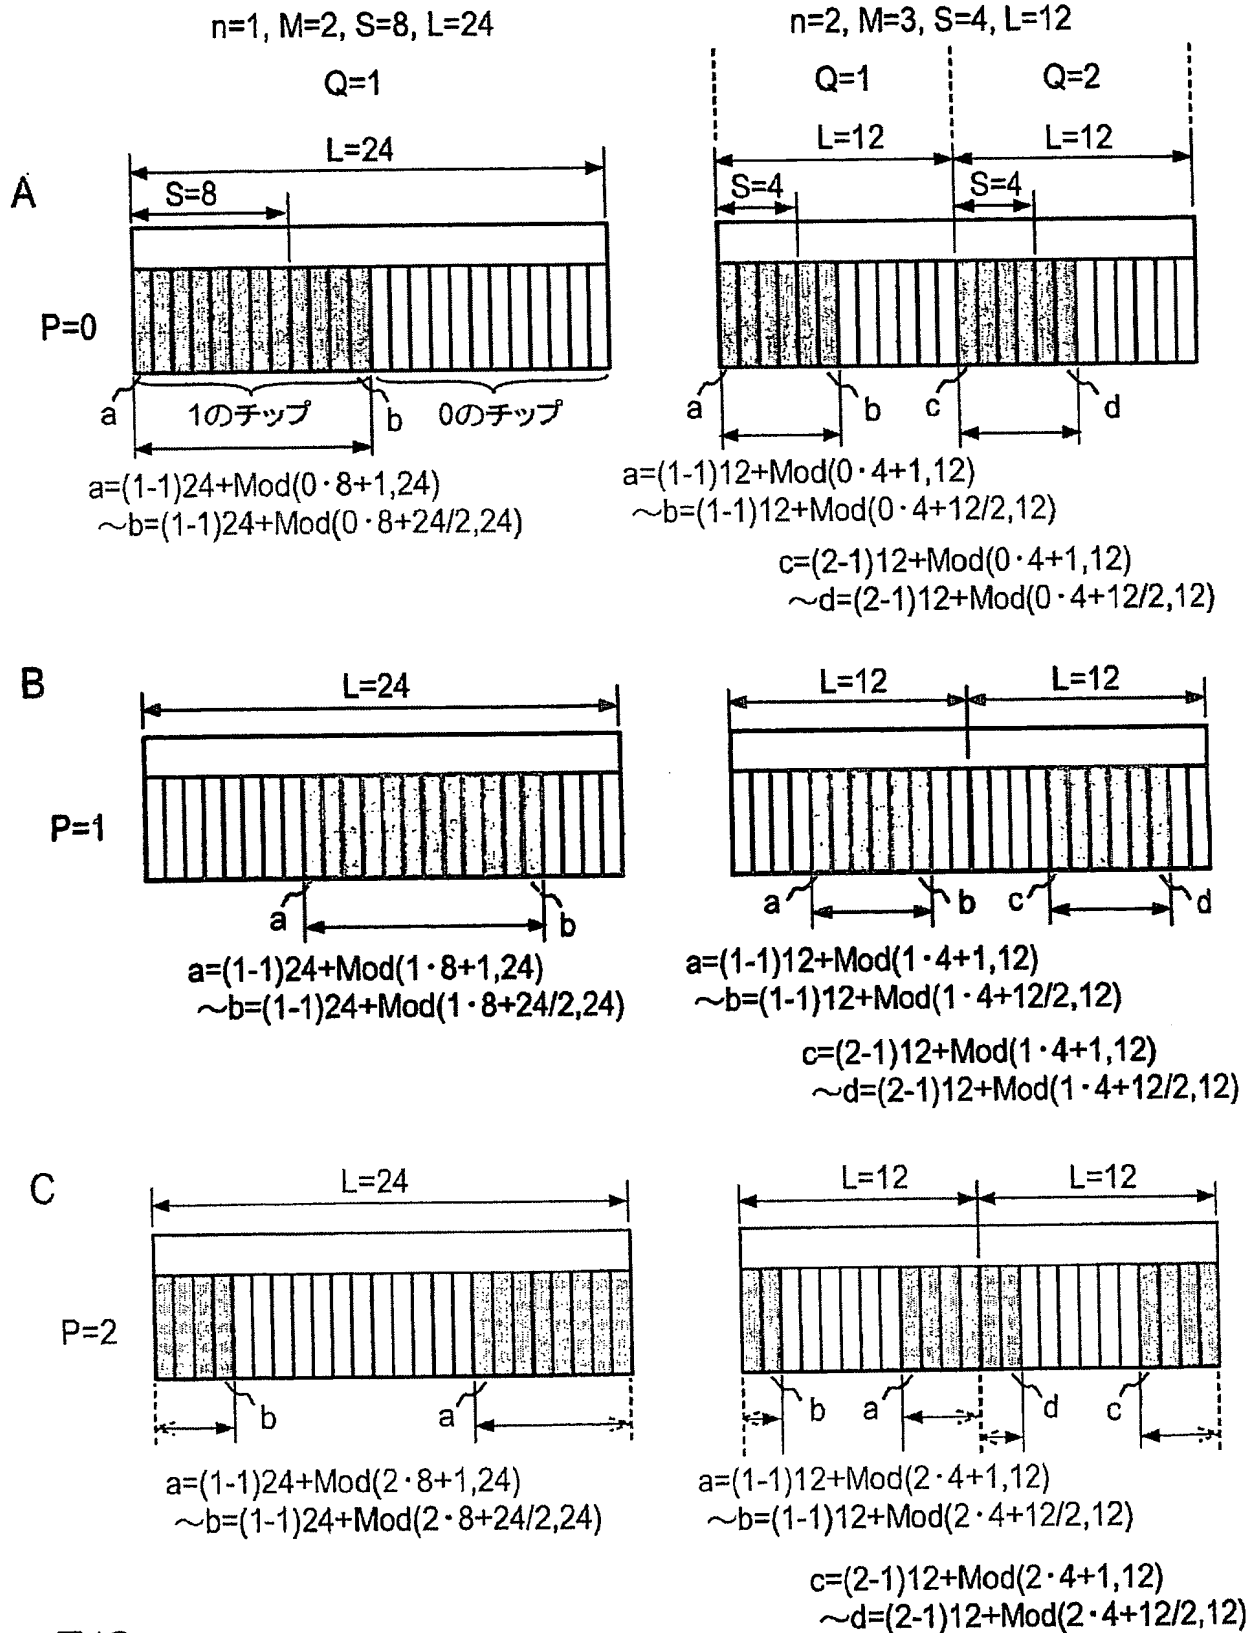 n=1, M=2, S=8, L=24
Q=1
n=2, M=3, S=4, L=12
Q=1
Q=2
A
L=24
S=8
L=12
L=12
S=4
S=4
P=0
a
1のチップ
b
0のチップ
a
b
c
d
a=(1-1)24+Mod(0・8+1,24)
~b=(1-1)24+Mod(0・8+24/2,24)
a=(1-1)12+Mod(0・4+1,12)
~b=(1-1)12+Mod(0・4+12/2,12)
c=(2-1)12+Mod(0・4+1,12)
~d=(2-1)12+Mod(0・4+12/2,12)
B
L=24
L=12
L=12
P=1
a
b
a
b
c
d
a=(1-1)24+Mod(1・8+1,24)
~b=(1-1)24+Mod(1・8+24/2,24)
a=(1-1)12+Mod(1・4+1,12)
~b=(1-1)12+Mod(1・4+12/2,12)
c=(2-1)12+Mod(1・4+1,12)
~d=(2-1)12+Mod(1・4+12/2,12)
C
L=24
L=12
L=12
P=2
b
a
b
a
d
c
a=(1-1)24+Mod(2・8+1,24)
~b=(1-1)24+Mod(2・8+24/2,24)
a=(1-1)12+Mod(2・4+1,12)
~b=(1-1)12+Mod(2・4+12/2,12)
c=(2-1)12+Mod(2・4+1,12)
~d=(2-1)12+Mod(2・4+12/2,12)